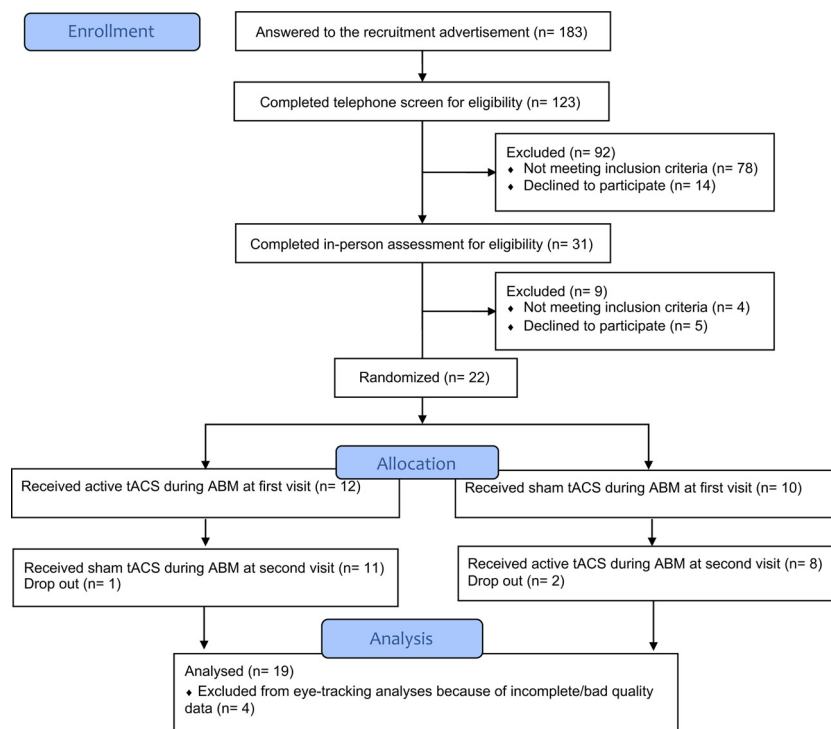 Enrollment
Answered to the recruitment advertisement (n= 183)
Completed telephone screen for eligibility (n= 123)
Excluded (n= 92)
♦ Not meeting inclusion criteria (n= 78)
♦ Declined to participate (n= 14)
Completed in-person assessment for eligibility (n= 31)
Excluded (n= 9)
♦ Not meeting inclusion criteria (n= 4)
♦ Declined to participate (n= 5)
Randomized (n= 22)
Allocation
Received active tACS during ABM at first visit (n= 12)
Received sham tACS during ABM at first visit (n= 10)
Received sham tACS during ABM at second visit (n= 11)
Drop out (n= 1)
Received active tACS during ABM at second visit (n= 8)
Drop out (n= 2)
Analysis
Analysed (n= 19)
♦ Excluded from eye-tracking analyses because of incomplete/bad quality
data (n= 4)